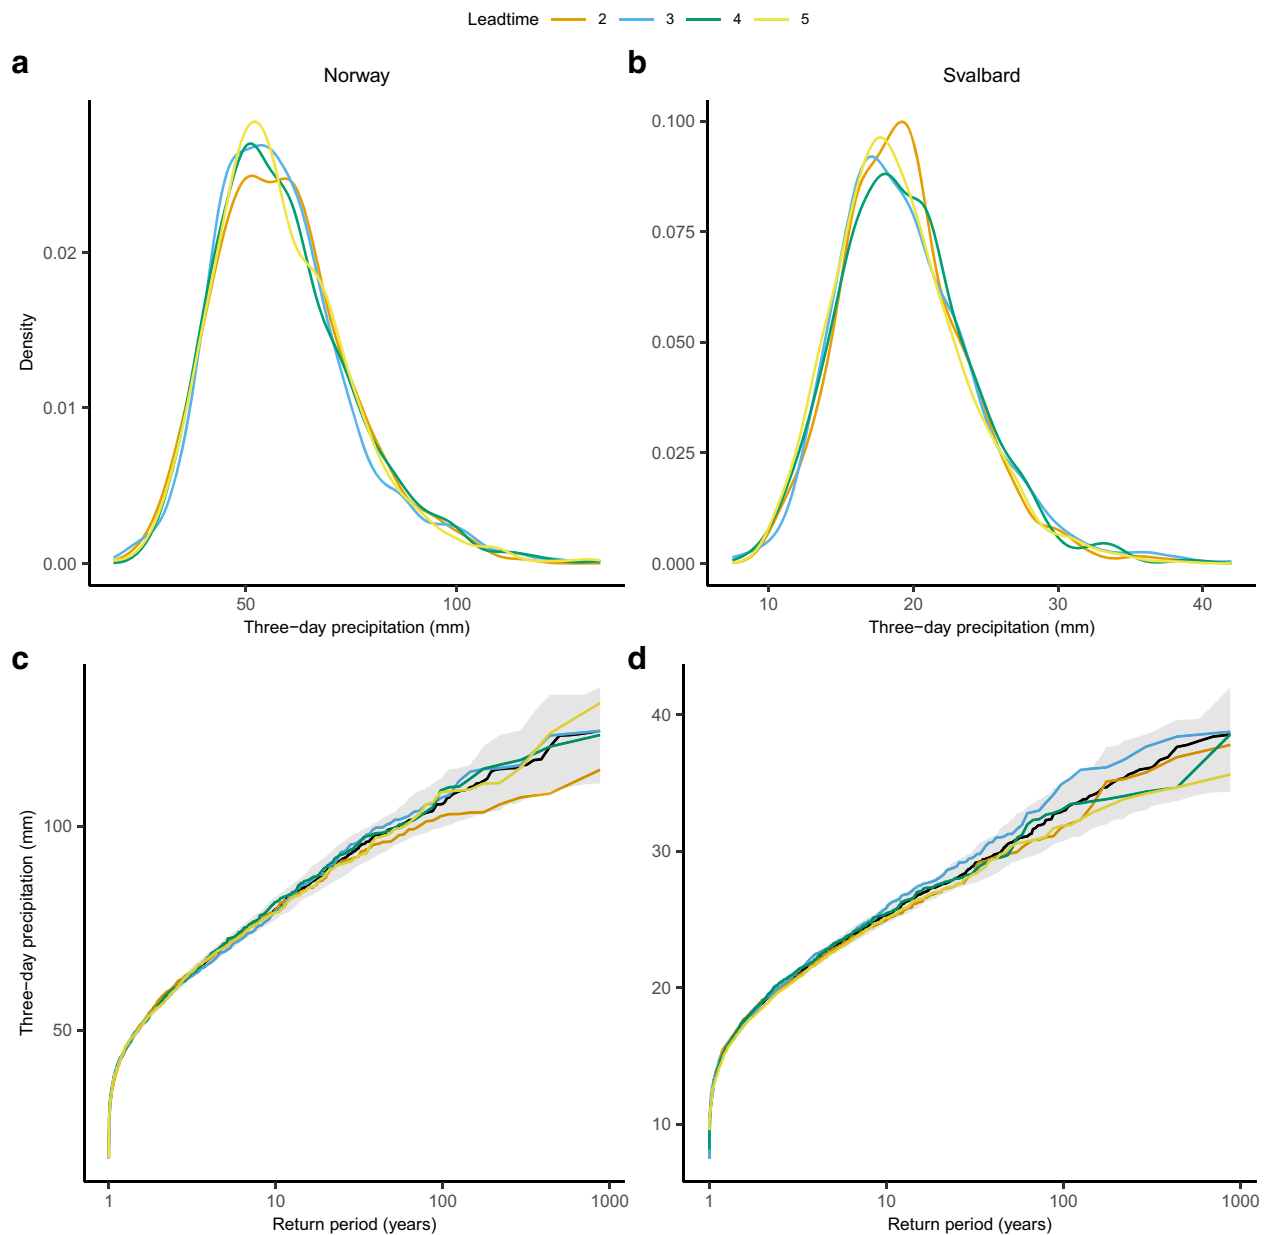 Leadtime 2 3 4 5
a
Norway
b
Svalbard
Density
0.02
0.01
0.00
50 100
Three−day precipitation (mm)
0.100
0.075
0.050
0.025
0.000
10 20 30 40
Three−day precipitation (mm)
c
Three−day precipitation (mm)
100
50
1 10 100 1000
Return period (years)
d
40
30
20
10
1 10 100 1000
Return period (years)